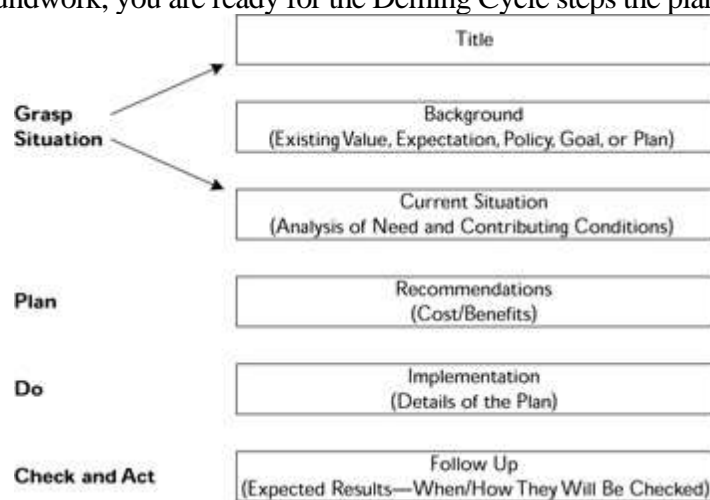 you are ready for the Deming Cycle steps the plan
Title
Grasp
Situation
Background
(Existing Value, Expectation, Policy, Goal, or Plan)
Current Situation
(Analysis of Need and Contributing Conditions)
Plan
Recommendations
(Cost/Benefits)
Do
Implementation
(Details of the Plan)
Check and Act
Follow Up
(Expected Results—When/How They Will Be Checked)